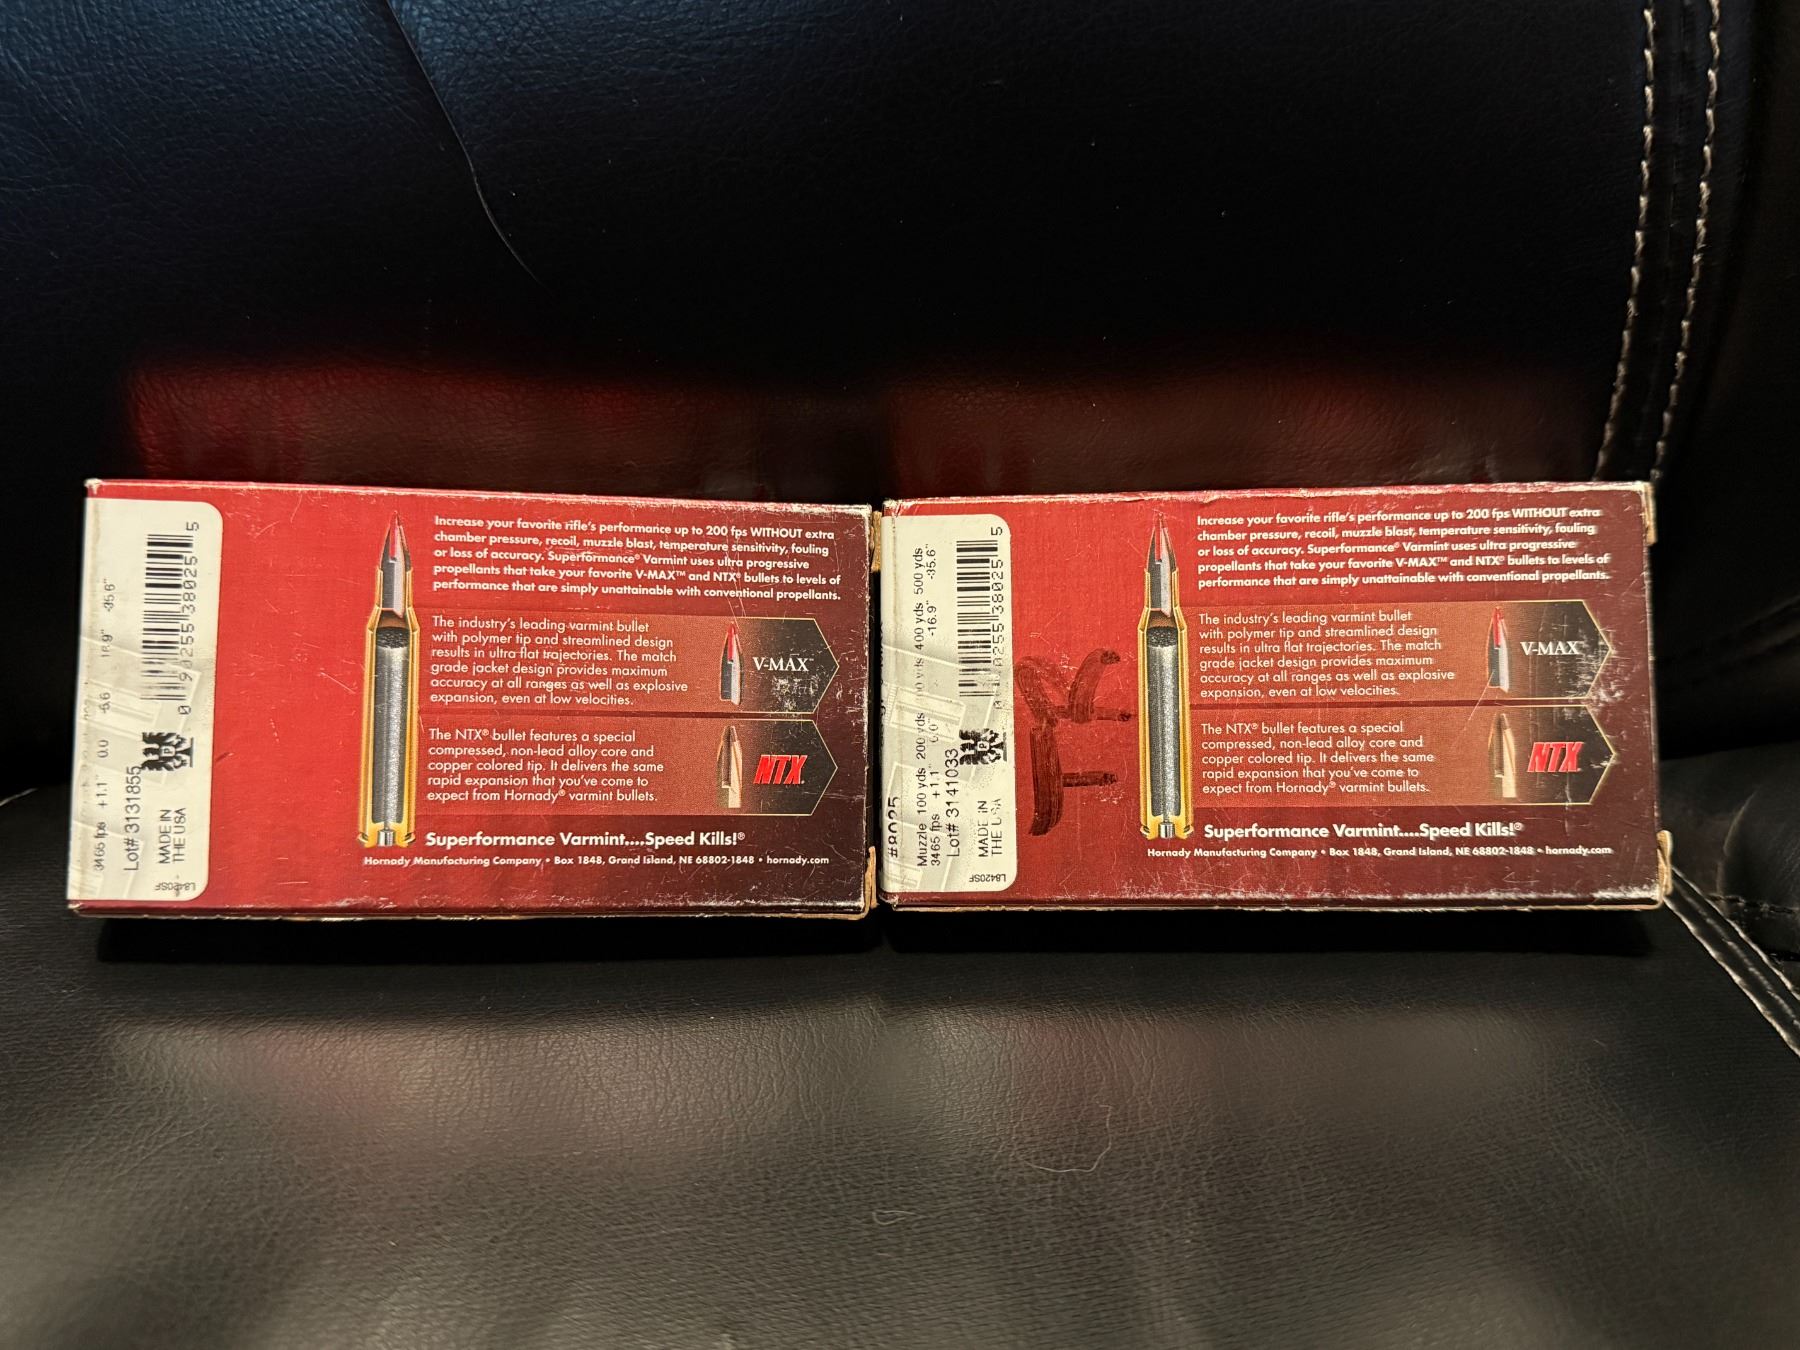 Increase your favorite rifle's performance up to 200 fps WITHOUT extra
chamber pressure, recoil, muzzle blast, temperature sensitivity, fouling
or loss of accuracy. Superformance® Varmint uses ultra progressive
propellants that take your favorite V-MAX™ and NTX® bullets to levels of
performance that are simply unattainable with conventional propellants.
The industry's leading varmint bullet
with polymer tip and streamlined design
results in ultra flat trajectories. The match
grade jacket design provides maximum
accuracy at all ranges as well as explosive
expansion, even at low velocities.
V-MAX™
The NTX® bullet features a special
compressed, non-lead alloy core and
copper colored tip. It delivers the same
rapid expansion that you've come to
expect from Hornady® varmint bullets.
NTX
Superformance Varmint....Speed Kills!®
Hornady Manufacturing Company • Box 1848, Grand Island, NE 68802-1848 • hornady.com
3465 fps +1.1" 0.0 -6.6 16.9" -35.6"
Lot# 3131855
MADE IN
THE USA
0 90255 38025 5
L8420SF
Increase your favorite rifle's performance up to 200 fps WITHOUT extra
chamber pressure, recoil, muzzle blast, temperature sensitivity, fouling
or loss of accuracy. Superformance® Varmint uses ultra progressive
propellants that take your favorite V-MAX™ and NTX® bullets to levels of
performance that are simply unattainable with conventional propellants.
The industry's leading varmint bullet
with polymer tip and streamlined design
results in ultra flat trajectories. The match
grade jacket design provides maximum
accuracy at all ranges as well as explosive
expansion, even at low velocities.
V-MAX™
The NTX® bullet features a special
compressed, non-lead alloy core and
copper colored tip. It delivers the same
rapid expansion that you've come to
expect from Hornady® varmint bullets.
NTX
Superformance Varmint....Speed Kills!®
Hornady Manufacturing Company • Box 1848, Grand Island, NE 68802-1848 • hornady.com
#8025
Muzzle 100 yds 200 yds yds 400 yds 500 yds
3465 fps +1.1" 0.0" -16.9" -35.6"
Lot# 3141033
MADE IN
THE USA
90255 38025 5
L8420SF